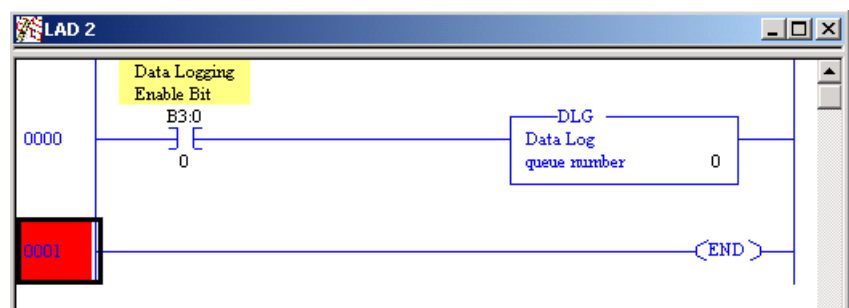 LAD 2
Data Logging
Enable Bit
B3:0
DLG
0000
Data Log
queue number 0
0
0001
END